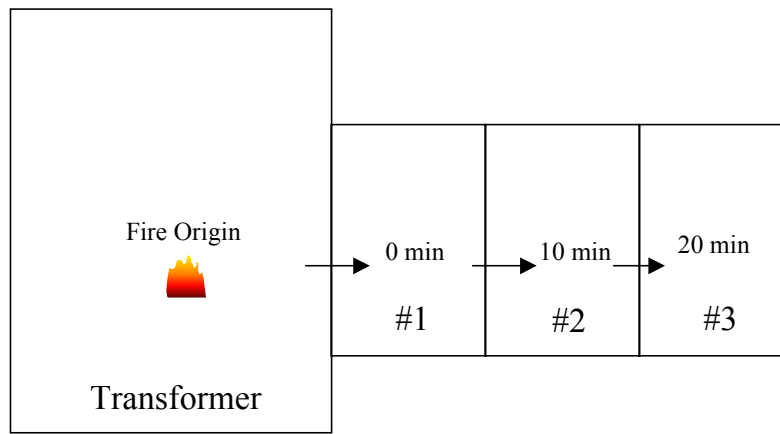 Fire Origin
0 min
10 min
20 min
#1
#2
#3
Transformer